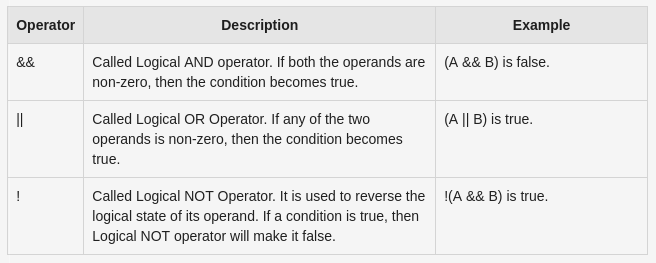 Operator Description Example
&& Called Logical AND operator. If both the operands are (A && B) is false.
non-zero, then the condition becomes true.
|| Called Logical OR Operator. If any of the two (A || B) is true.
operands is non-zero, then the condition becomes
true.
! Called Logical NOT Operator. It is used to reverse the !(A && B) is true.
logical state of its operand. If a condition is true, then
Logical NOT operator will make it false.